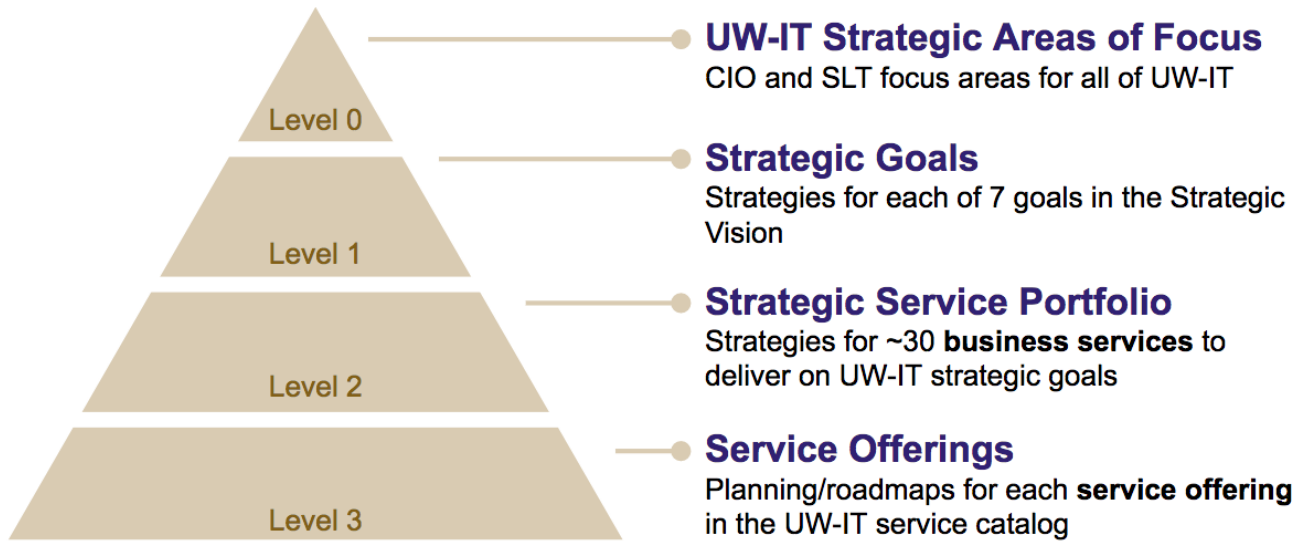 Level 0
UW-IT Strategic Areas of Focus
CIO and SLT focus areas for all of UW-IT
Level 1
Strategic Goals
Strategies for each of 7 goals in the Strategic
Vision
Level 2
Strategic Service Portfolio
Strategies for ~30 business services to
deliver on UW-IT strategic goals
Level 3
Service Offerings
Planning/roadmaps for each service offering
in the UW-IT service catalog